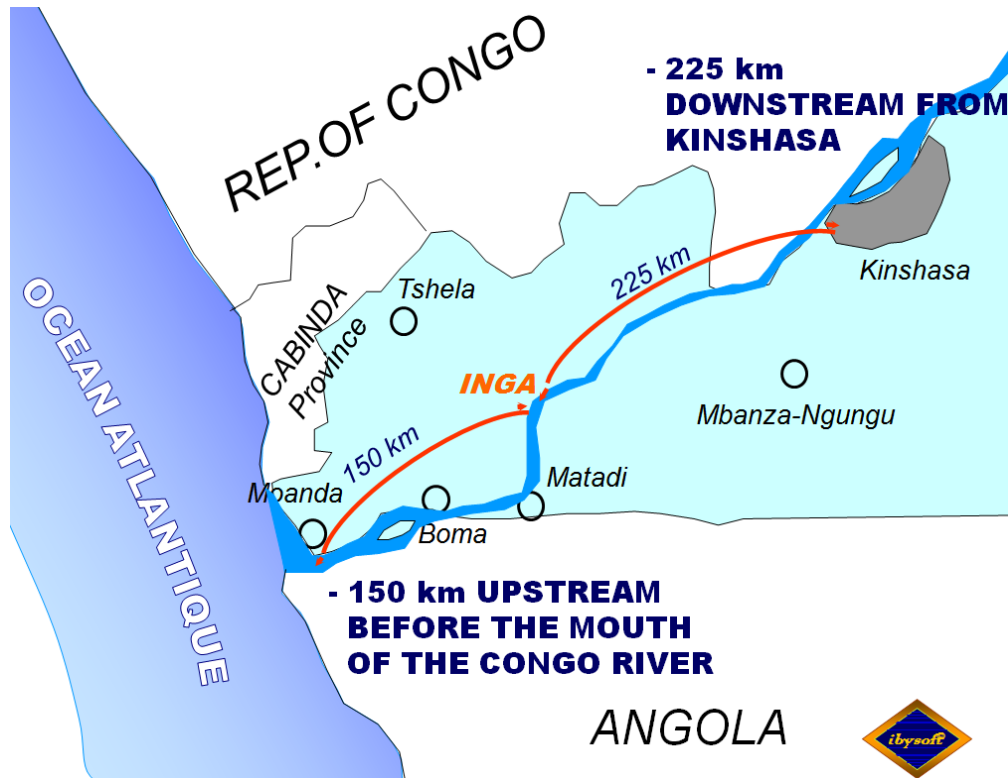 REP.OF CONGO
- 225 km
DOWNSTREAM FROM
KINSHASA
OCEAN ATLANTIQUE
CABINDA
Province
Tshela
225 km
Kinshasa
INGA
Mbanza-Ngungu
150 km
Moanda
Matadi
Boma
- 150 km UPSTREAM
BEFORE THE MOUTH
OF THE CONGO RIVER
ANGOLA
ibysoft